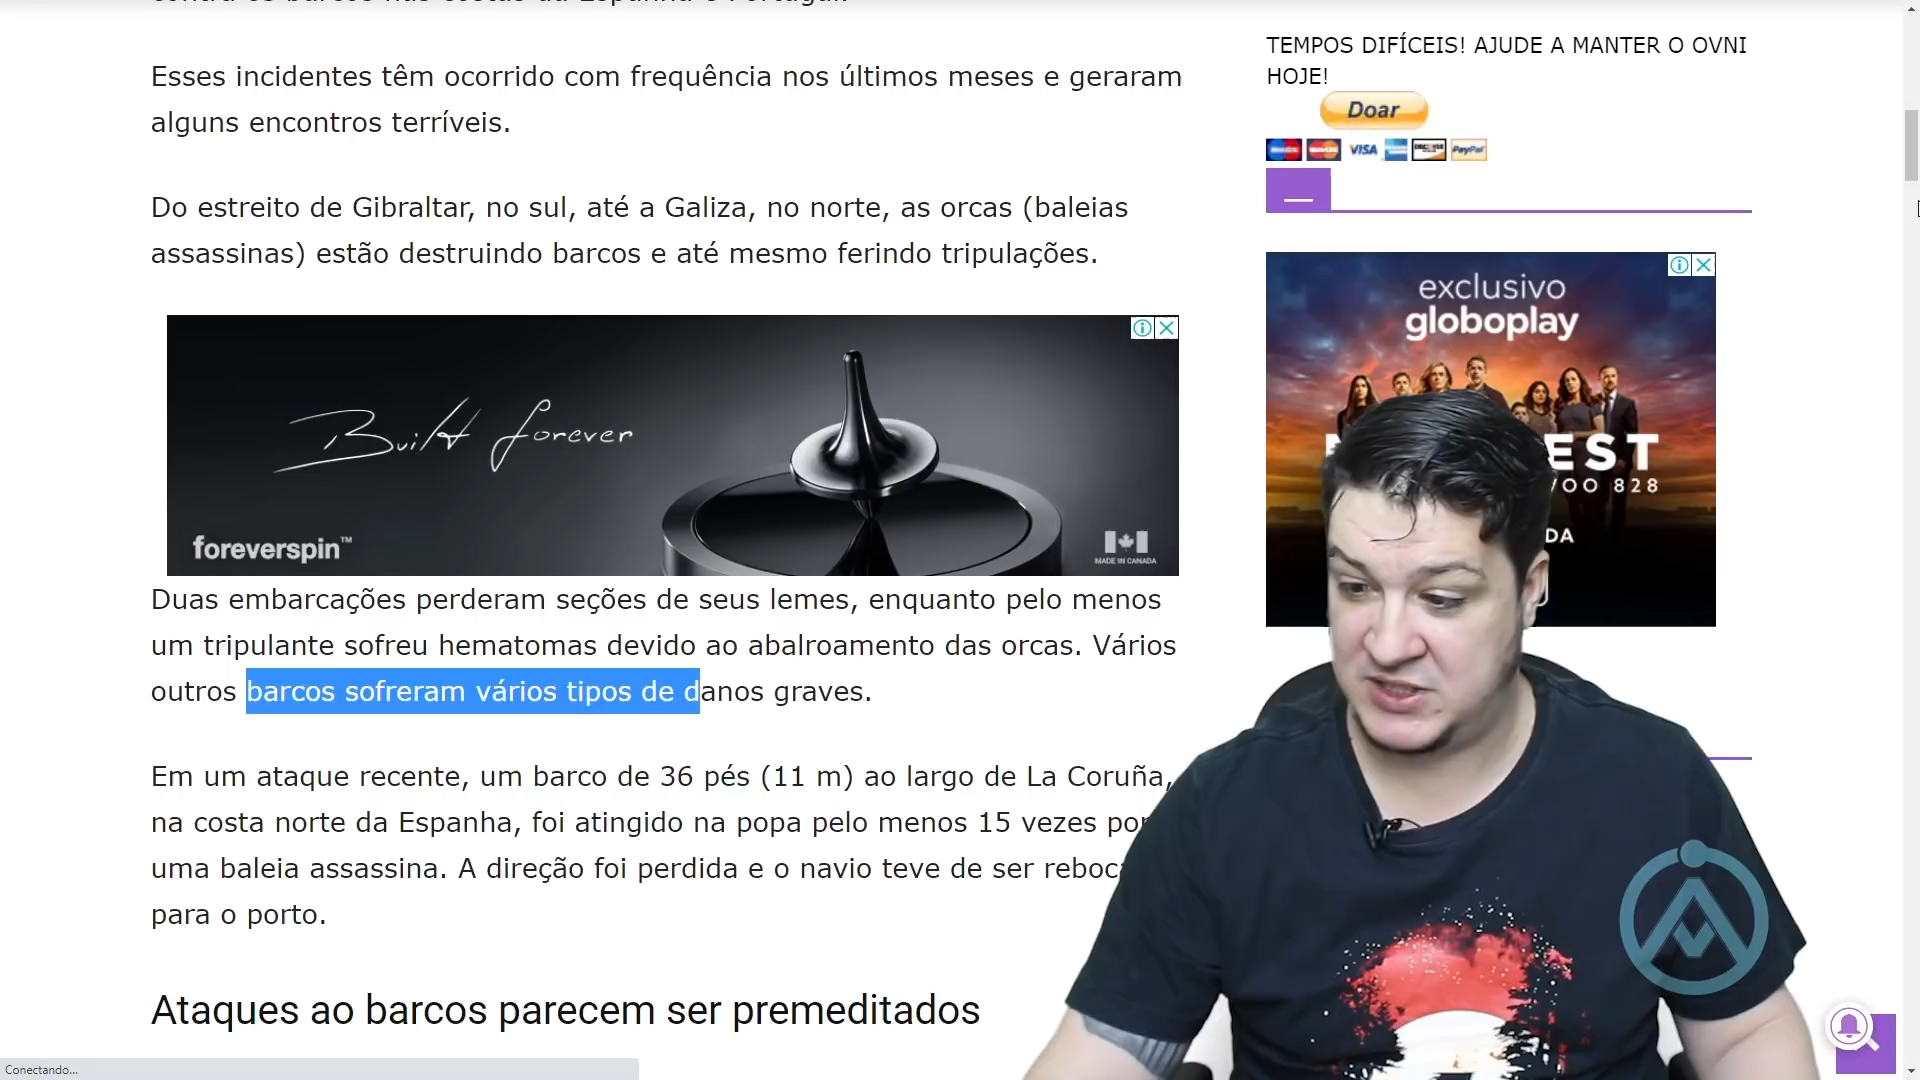 Esses incidentes têm ocorrido com frequência nos últimos meses e geraram
alguns encontros terríveis.
Do estreito de Gibraltar, no sul, até a Galiza, no norte, as orcas (baleias
assassinas) estão destruindo barcos e até mesmo ferindo tripulações.
Built forever
foreverspin™
MADE IN CANADA
Duas embarcações perderam seções de seus lemes, enquanto pelo menos
um tripulante sofreu hematomas devido ao abalroamento das orcas. Vários
outros barcos sofreram vários tipos de danos graves.
Em um ataque recente, um barco de 36 pés (11 m) ao largo de La Coruña,
na costa norte da Espanha, foi atingido na popa pelo menos 15 vezes por
uma baleia assassina. A direção foi perdida e o navio teve de ser reboc
para o porto.
Ataques ao barcos parecem ser premeditados
Conectando...
TEMPOS DIFÍCEIS! AJUDE A MANTER O OVNI
HOJE!
Doar
VISA
PayPal
exclusivo
globoplay
EST
VOO 828
DA